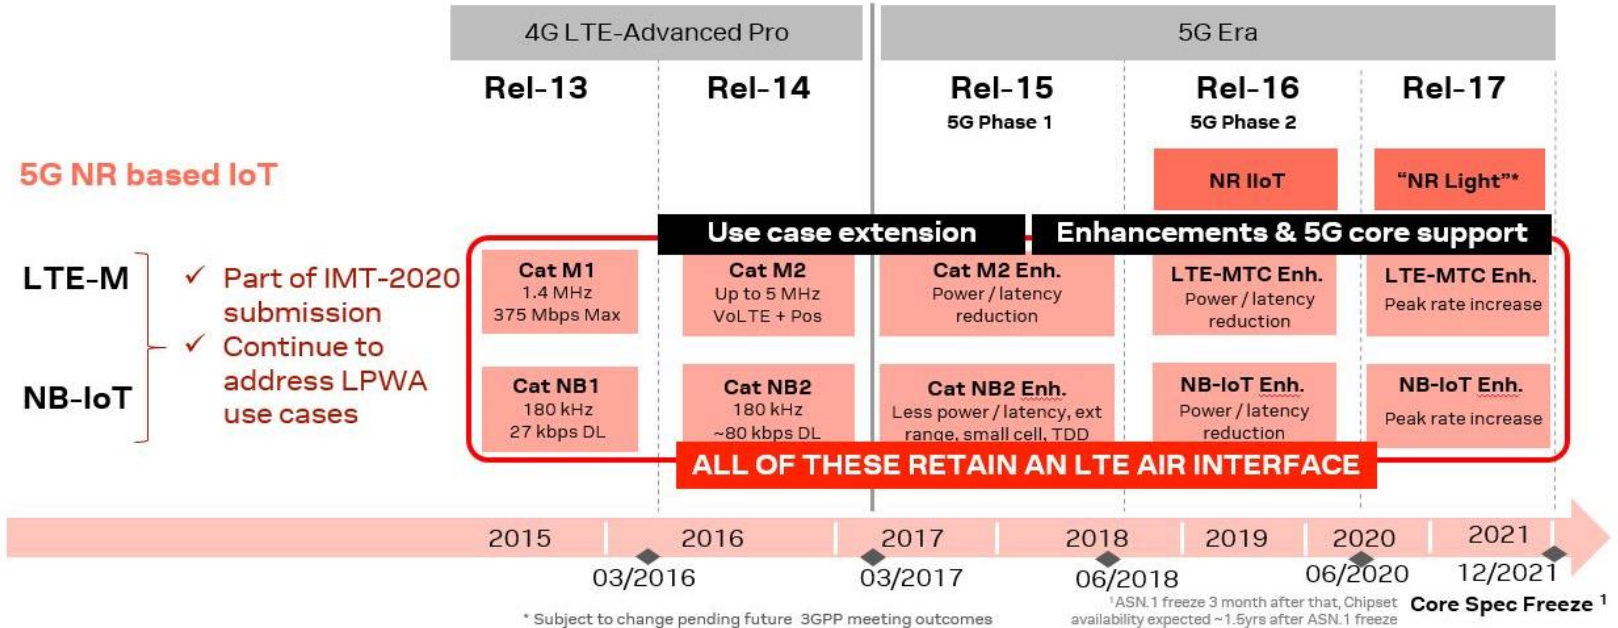 4G LTE-Advanced Pro
5G Era
Rel-13
Rel-14
Rel-15
5G Phase 1
Rel-16
5G Phase 2
Rel-17
5G NR based IoT
NR IIoT
“NR Light”*
Use case extension
Enhancements & 5G core support
LTE-M
NB-IoT
✓ Part of IMT-2020
submission
✓ Continue to
address LPWA
use cases
Cat M1
1.4 MHz
375 Mbps Max
Cat M2
Up to 5 MHz
VoLTE + Pos
Cat M2 Enh.
Power / latency
reduction
LTE-MTC Enh.
Power / latency
reduction
LTE-MTC Enh.
Peak rate increase
Cat NB1
180 kHz
27 kbps DL
Cat NB2
180 kHz
~80 kbps DL
Cat NB2 Enh.
Less power / latency, ext
range, small cell, TDD
NB-IoT Enh.
Power / latency
reduction
NB-IoT Enh.
Peak rate increase
ALL OF THESE RETAIN AN LTE AIR INTERFACE
2015
2016
2017
2018
2019
2020
2021
03/2016
03/2017
06/2018
06/2020
12/2021
Core Spec Freeze 1
* Subject to change pending future 3GPP meeting outcomes
1 ASN.1 freeze 3 month after that, Chipset
availability expected ~1.5yrs after ASN.1 freeze